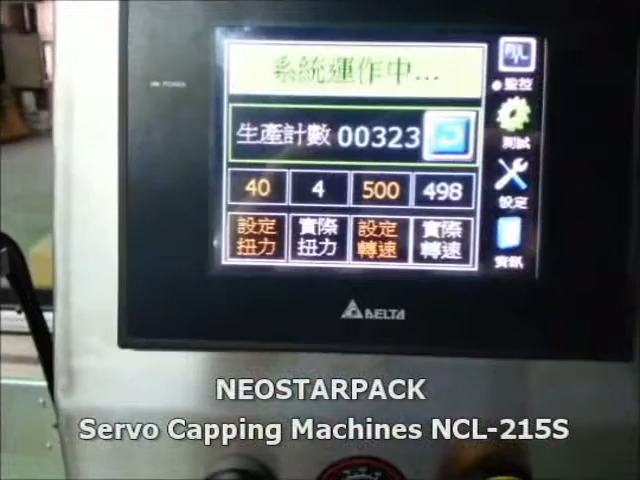 系統運作中...
監控
生產計數 00323
測試
40 4 500 498
設定
設定扭力 實際扭力 設定轉速 實際轉速
資訊
DELTA
NEOSTARPACK
Servo Capping Machines NCL-215S